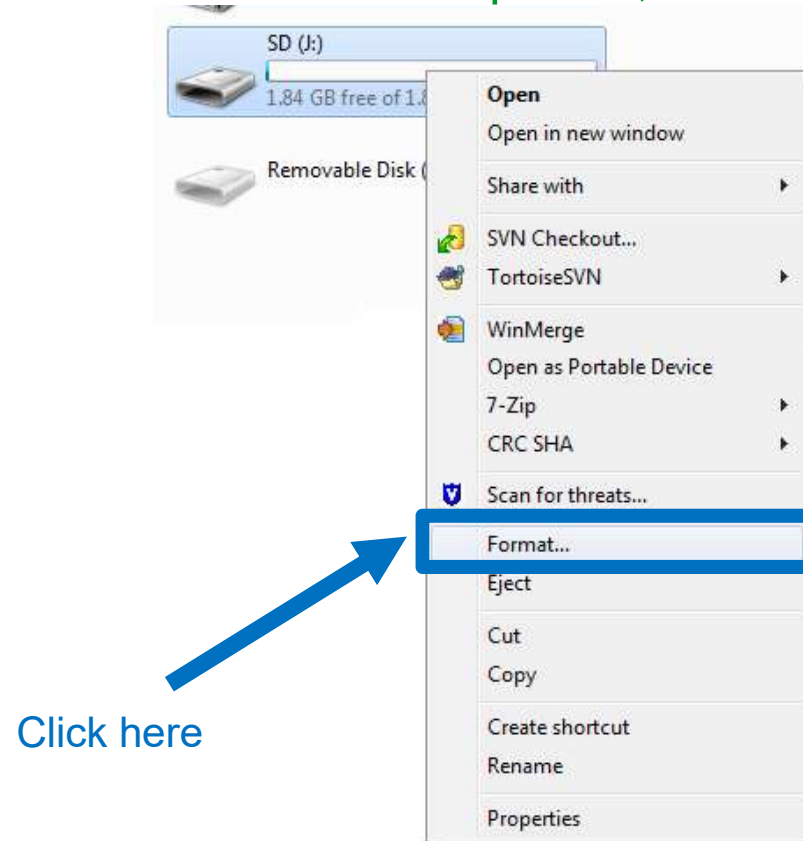 SD (J:)
1.84 GB free of 1.8
Removable Disk (
Open
Open in new window
Share with
SVN Checkout...
TortoiseSVN
WinMerge
Open as Portable Device
7-Zip
CRC SHA
Scan for threats...
Format...
Eject
Cut
Copy
Create shortcut
Rename
Properties
Click here